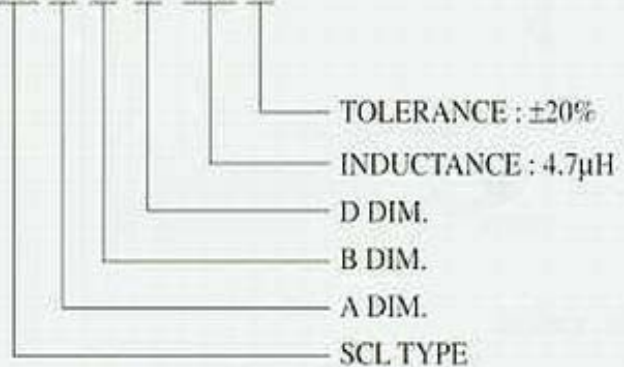 TOLERANCE : ±20%
INDUCTANCE : 4.7µH
D DIM.
B DIM.
A DIM.
SCL TYPE